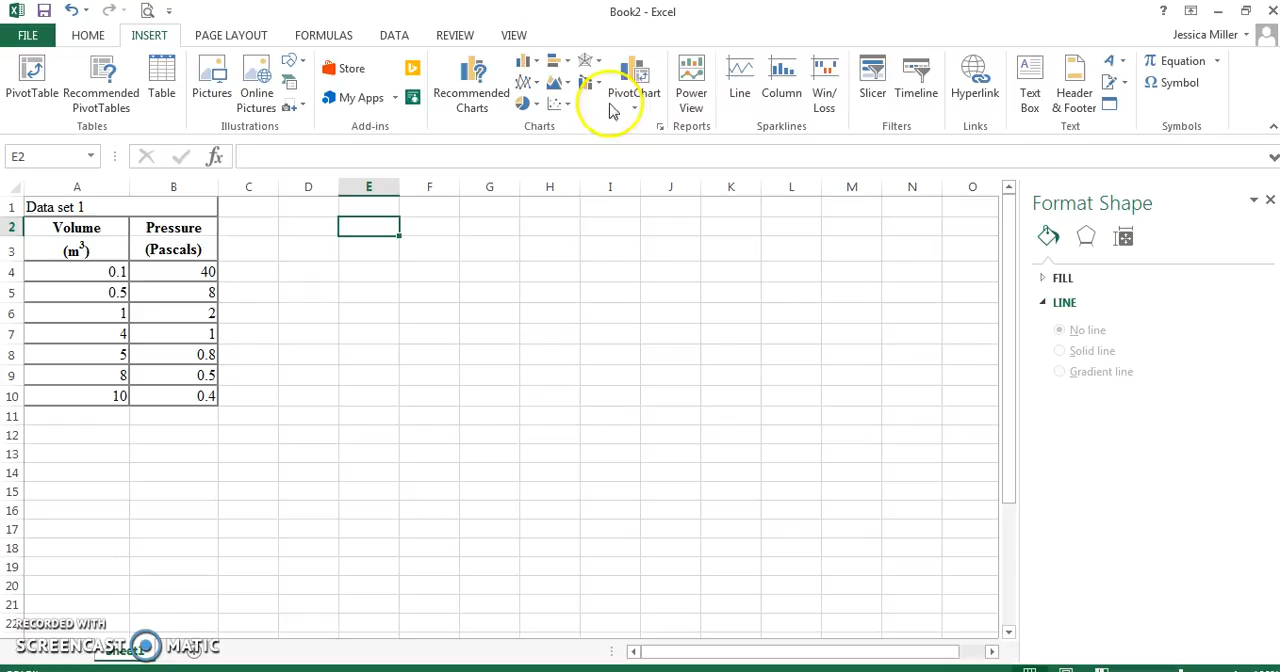 Book2 - Excel
?
FILE HOME INSERT PAGE LAYOUT FORMULAS DATA REVIEW VIEW Jessica Miller
PivotTable Recommended PivotTables Table
Tables
Pictures Online Pictures
Illustrations
Store
My Apps
Add-ins
Recommended Charts
PivotChart
Charts
Power View
Reports
Line Column Win/ Loss
Sparklines
Slicer Timeline
Filters
Hyperlink
Links
Text Box Header & Footer
Text
π Equation
Ω Symbol
Symbols
E2 fx
A B C D E F G H I J K L M N O
1 Data set 1
2 Volume Pressure
3 (m³) (Pascals)
4 0.1 40
5 0.5 8
6 1 2
7 4 1
8 5 0.8
9 8 0.5
10 10 0.4
11
12
13
14
15
16
17
18
19
20
21
22
Format Shape
FILL
LINE
No line
Solid line
Gradient line
RECORDED WITH
SCREENCAST MATIC